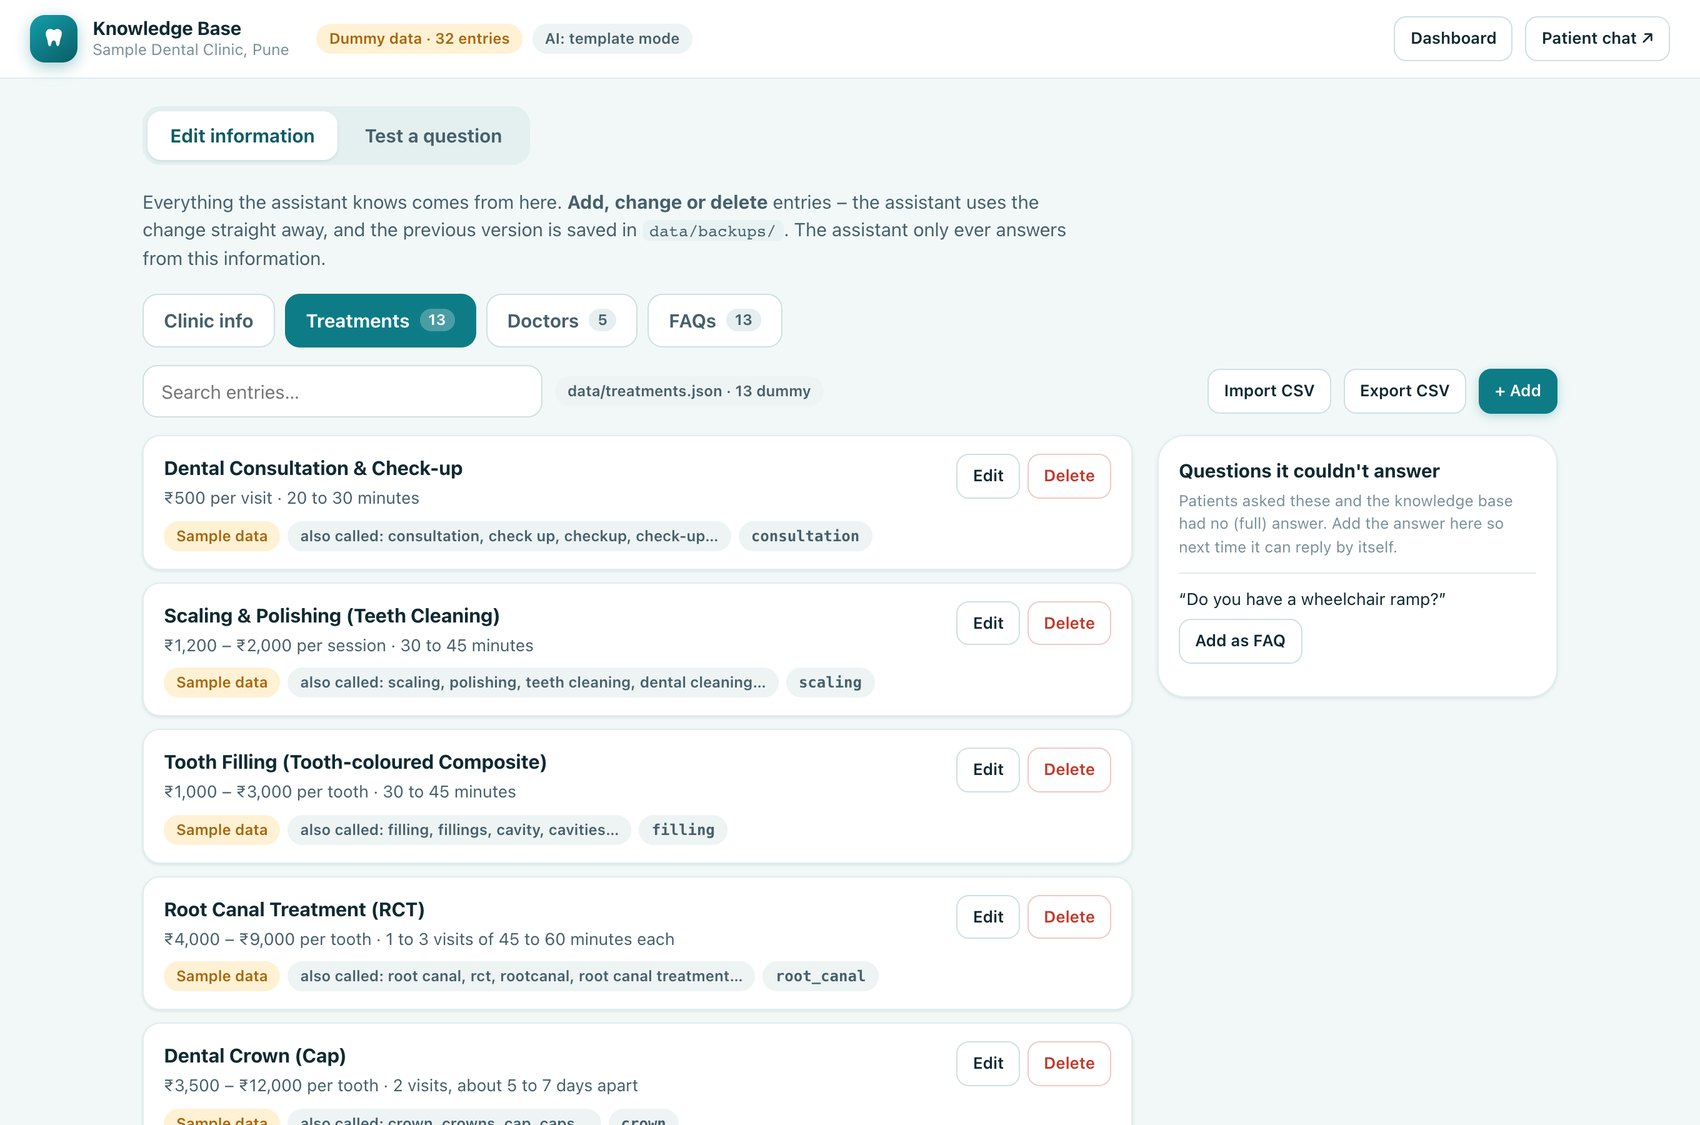 Knowledge Base
Sample Dental Clinic, Pune
Dummy data · 32 entries
AI: template mode
Dashboard
Patient chat ↗
Edit information
Test a question
Everything the assistant knows comes from here. Add, change or delete entries – the assistant uses the
change straight away, and the previous version is saved in data/backups/ . The assistant only ever answers
from this information.
Clinic info
Treatments 13
Doctors 5
FAQs 13
Search entries...
data/treatments.json · 13 dummy
Import CSV
Export CSV
+ Add
Dental Consultation & Check-up
₹500 per visit · 20 to 30 minutes
Sample data
also called: consultation, check up, checkup, check-up...
consultation
Edit
Delete
Scaling & Polishing (Teeth Cleaning)
₹1,200 – ₹2,000 per session · 30 to 45 minutes
Sample data
also called: scaling, polishing, teeth cleaning, dental cleaning...
scaling
Edit
Delete
Tooth Filling (Tooth-coloured Composite)
₹1,000 – ₹3,000 per tooth · 30 to 45 minutes
Sample data
also called: filling, fillings, cavity, cavities...
filling
Edit
Delete
Root Canal Treatment (RCT)
₹4,000 – ₹9,000 per tooth · 1 to 3 visits of 45 to 60 minutes each
Sample data
also called: root canal, rct, rootcanal, root canal treatment...
root_canal
Edit
Delete
Dental Crown (Cap)
₹3,500 – ₹12,000 per tooth · 2 visits, about 5 to 7 days apart
Sample data
also called: crown, crowns, cap, caps...
crown
Edit
Delete
Questions it couldn't answer
Patients asked these and the knowledge base
had no (full) answer. Add the answer here so
next time it can reply by itself.
“Do you have a wheelchair ramp?”
Add as FAQ